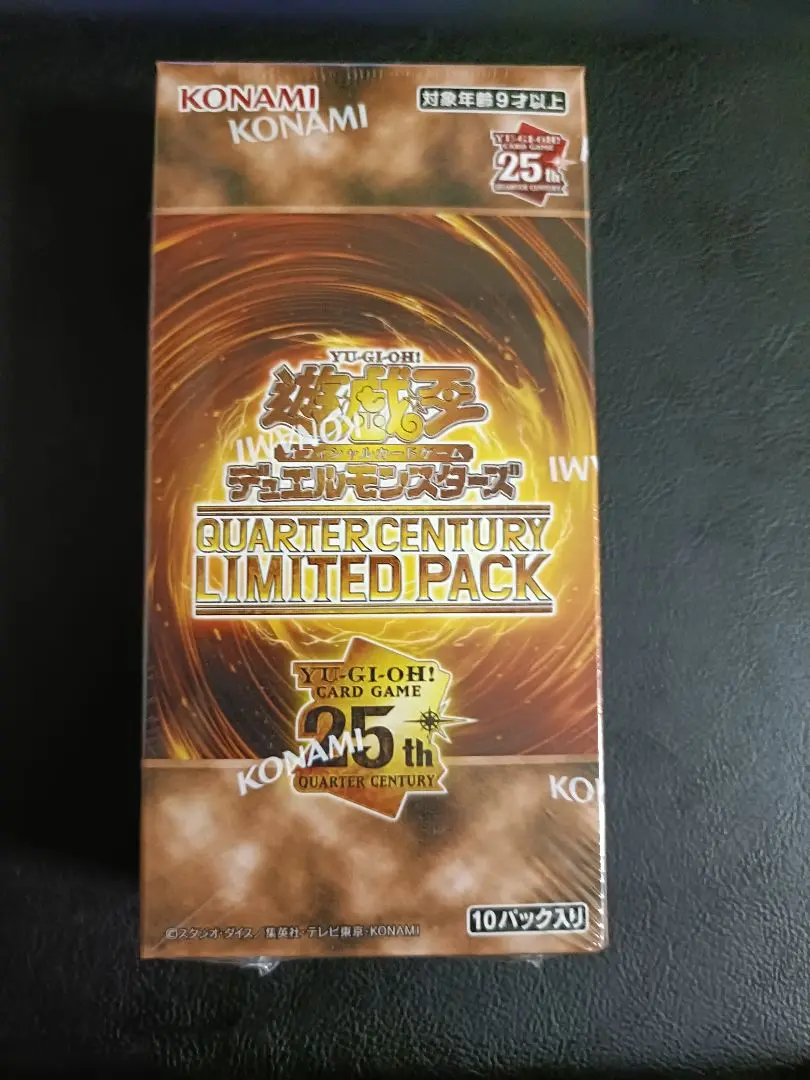 KONAMI
KONAMI
対象年齢9才以上
YU-GI-OH!
CARD GAME
25th
QUARTER CENTURY
YU-GI-OH!
遊戯王
KONAMI
オフィシャルカードゲーム
デュエルモンスターズ
QUARTER CENTURY
LIMITED PACK
YU-GI-OH!
CARD GAME
25th
QUARTER CENTURY
KONAMI
KO
10パック入り
©スタジオ・ダイス/集英社・テレビ東京・KONAMI